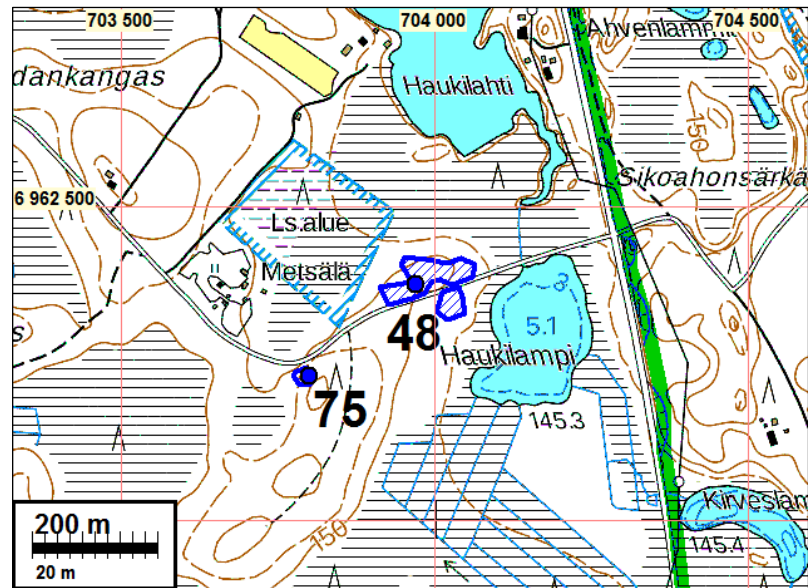 703 500
704 000
704 500
Ahvenlamm
dankangas
Haukilahti
150
6 962 500
Sikoahonsärkä
Ls.alue
Metsälä
3
5.1
48
Haukilampi
75
145.3
150
Kirveslam
145.4
200 m
20 m